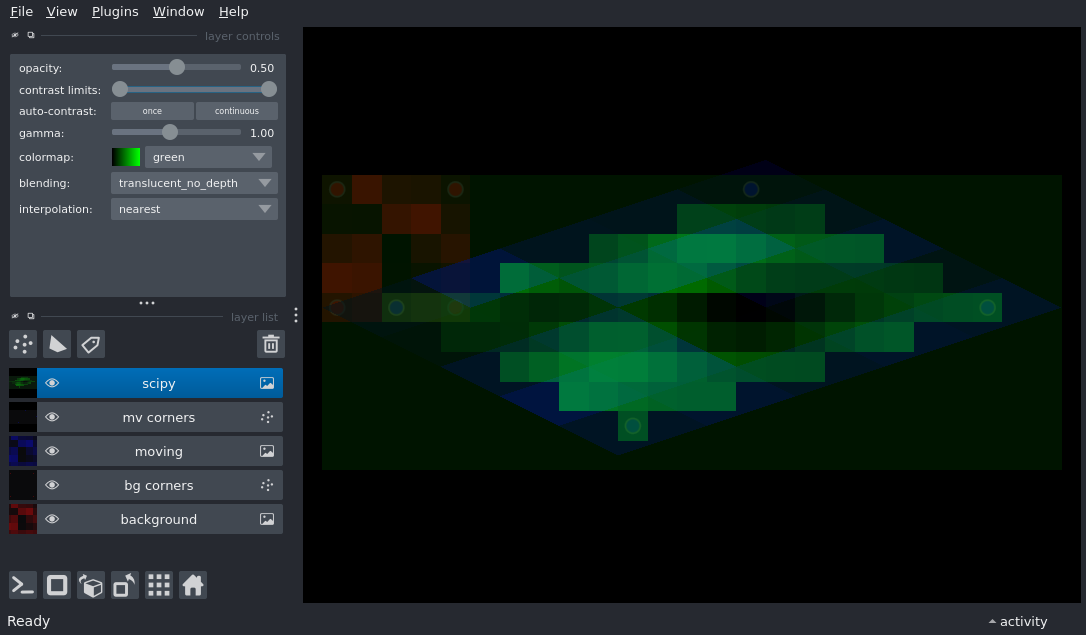 File View Plugins Window Help
layer controls
opacity: 0.50
contrast limits:
auto-contrast: once continuous
gamma: 1.00
colormap: green
blending: translucent_no_depth
interpolation: nearest
layer list
scipy
mv corners
moving
bg corners
background
Ready activity